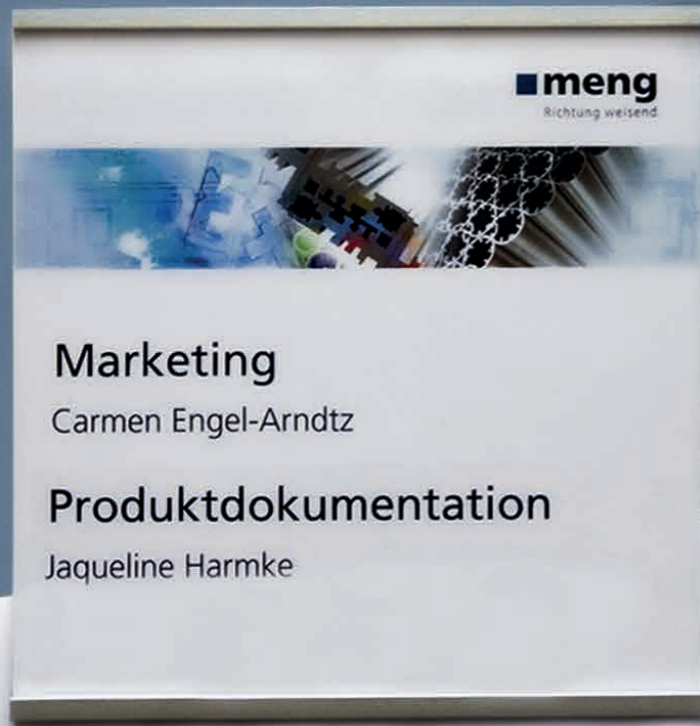 meng
Richtung weisend
Marketing
Carmen Engel-Arndtz
Produktdokumentation
Jaqueline Harmke